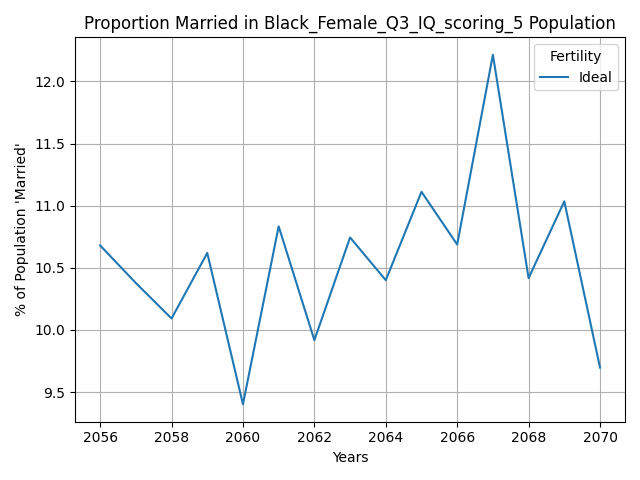 Proportion Married in Black_Female_Q3_IQ_scoring_5 Population
Fertility
Ideal
12.0
11.5
11.0
10.5
10.0
9.5
% of Population 'Married'
2056 2058 2060 2062 2064 2066 2068 2070
Years